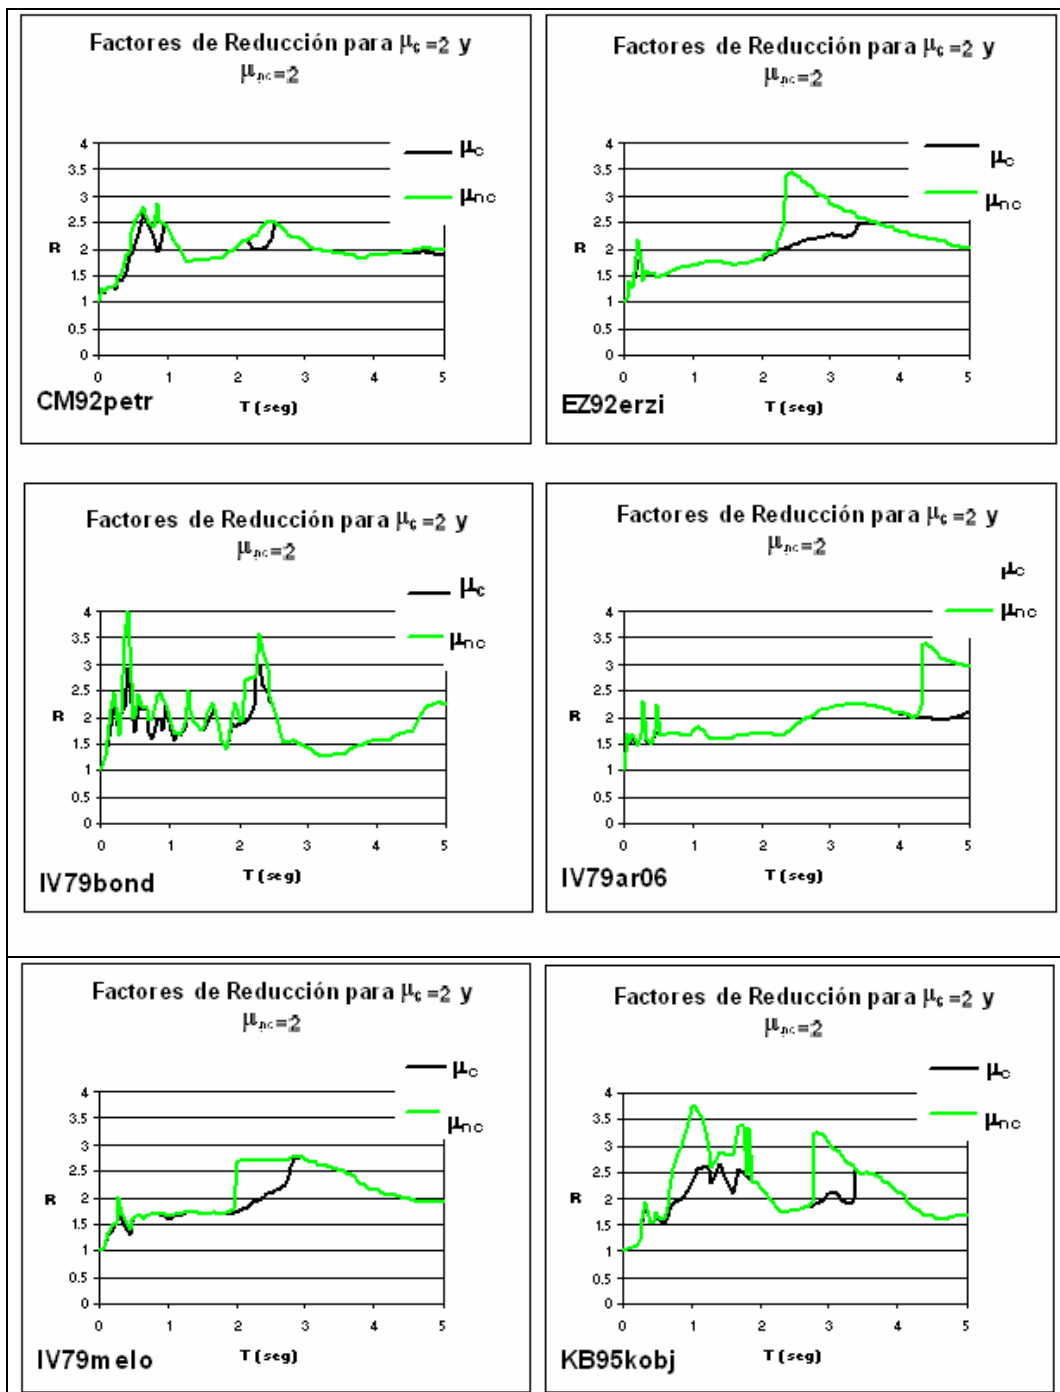 Factores de Reducción para μc =2 y
μnc=2
μc
μnc
4
3.5
3
2.5
R
2
1.5
1
0.5
0
0 1 2 3 4 5
T (seg)
CM92petr
Factores de Reducción para μc =2 y
μnc=2
μc
μnc
4
3.5
3
2.5
R
2
1.5
1
0.5
0
0 1 2 3 4 5
T (seg)
EZ92erzi
Factores de Reducción para μc =2 y
μnc=2
μc
μnc
4
3.5
3
2.5
R
2
1.5
1
0.5
0
0 1 2 3 4 5
T (seg)
IV79bond
Factores de Reducción para μc =2 y
μnc=2
μc
μnc
4
3.5
3
2.5
R
2
1.5
1
0.5
0
0 1 2 3 4 5
T (seg)
IV79ar06
Factores de Reducción para μc =2 y
μnc=2
μc
μnc
4
3.5
3
2.5
R
2
1.5
1
0.5
0
0 1 2 3 4 5
T (seg)
IV79melo
Factores de Reducción para μc =2 y
μnc=2
μc
μnc
4
3.5
3
2.5
R
2
1.5
1
0.5
0
0 1 2 3 4 5
T (seg)
KB95kobj